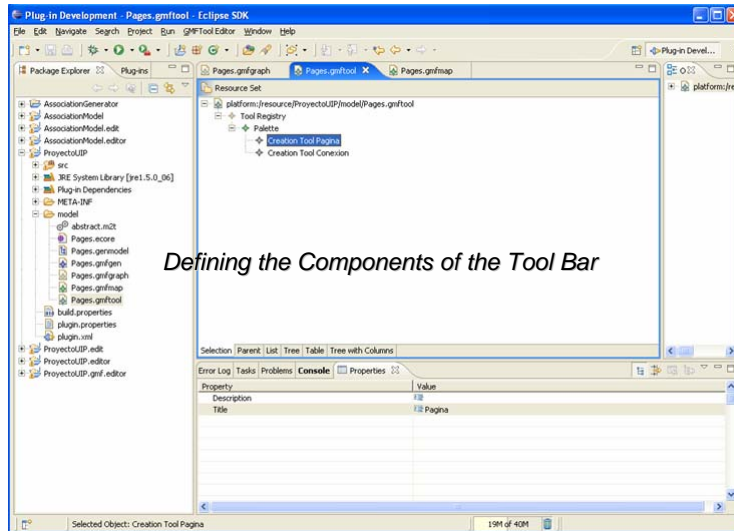 Plug-in Development - Pages.gmftool - Eclipse SDK
File Edit Navigate Search Project Run GMFTool Editor Window Help
Plug-in Devel...
Package Explorer Plug-ins
Pages.gmfgraph Pages.gmftool Pages.gmfmap
Resource Set
platform:/resource/ProyectoUIP/model/Pages.gmftool
Tool Registry
Palette
Creation Tool Pagina
Creation Tool Conexion
AssociationGenerator
AssociationModel
AssociationModel.edit
AssociationModel.editor
ProyectoUIP
src
JRE System Library [jre1.5.0_06]
Plug-in Dependencies
META-INF
model
abstract.m2t
Pages.ecore
Pages.genmodel
Pages.gmfgen
Pages.gmfgraph
Pages.gmfmap
Pages.gmftool
build.properties
plugin.properties
plugin.xml
ProyectoUIP.edit
ProyectoUIP.editor
ProyectoUIP.gmf.editor
Defining the Components of the Tool Bar
platform:/re
Selection Parent List Tree Table Tree with Columns
Error Log Tasks Problems Console Properties
Property Value
Description
Title Pagina
Selected Object: Creation Tool Pagina
19M of 40M